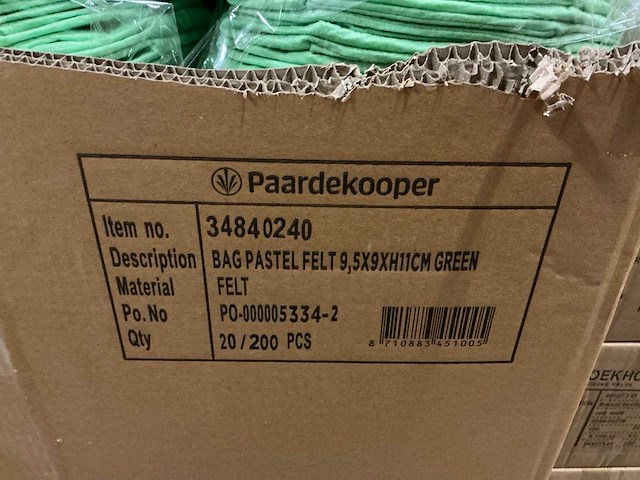 Paardekooper
Item no. 34840240
Description BAG PASTEL FELT 9,5X9XH11CM GREEN
Material FELT
Po.No PO-000005334-2
Qty 20/200 PCS
8 710883 451005
OEKHO